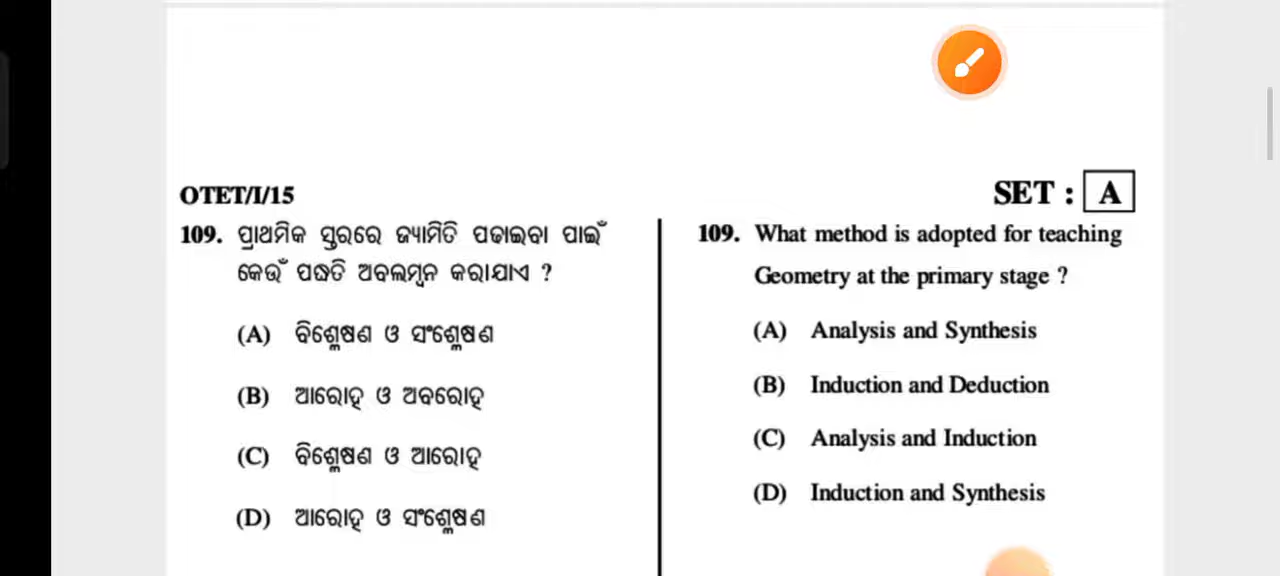 OTET/I/15
SET : A
109. ପ୍ରାଥମିକ ସ୍ତରରେ ଜ୍ୟାମିତି ପଢାଇବା ପାଇଁ
କେଉଁ ପଦ୍ଧତି ଅବଲମ୍ବନ କରାଯାଏ ?
(A) ବିଶ୍ଳେଷଣ ଓ ସଂଶ୍ଳେଷଣ
(B) ଆରୋହ ଓ ଅବରୋହ
(C) ବିଶ୍ଳେଷଣ ଓ ଆରୋହ
(D) ଆରୋହ ଓ ସଂଶ୍ଳେଷଣ
109. What method is adopted for teaching
Geometry at the primary stage ?
(A) Analysis and Synthesis
(B) Induction and Deduction
(C) Analysis and Induction
(D) Induction and Synthesis